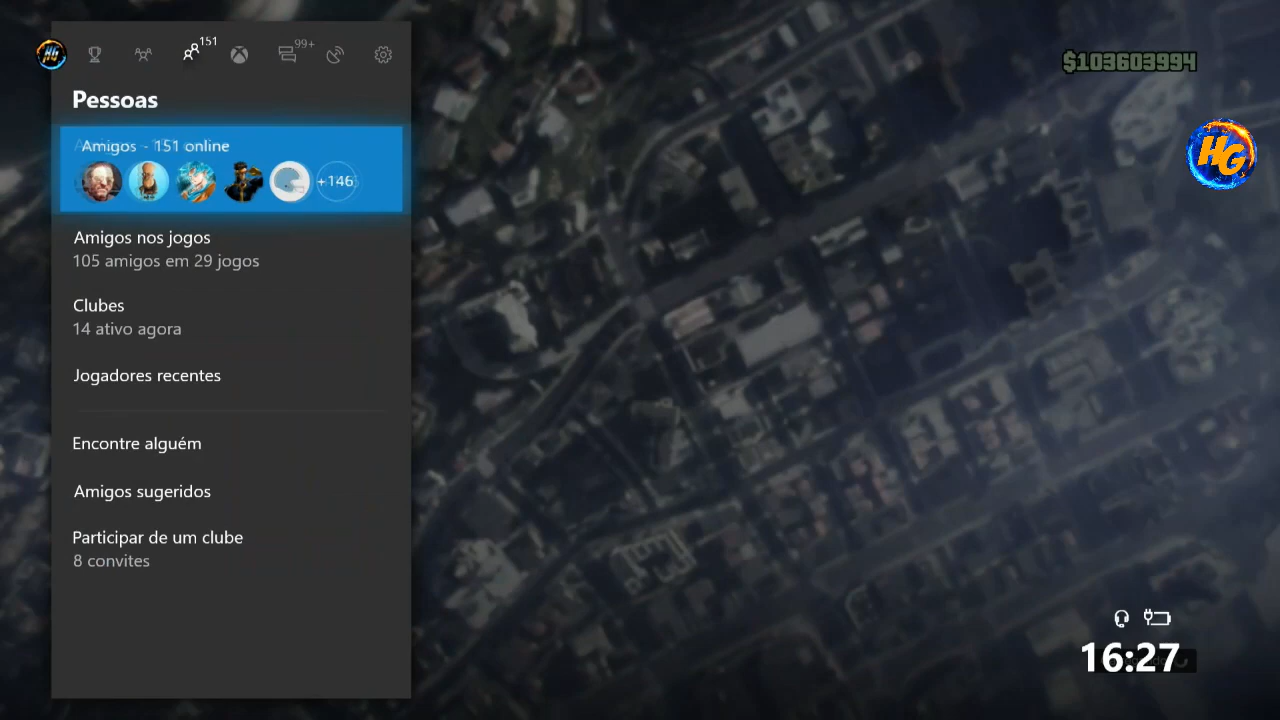 HG
151
99+
$103603994
Pessoas
Amigos - 151 online
+146
HG
Amigos nos jogos
105 amigos em 29 jogos
Clubes
14 ativo agora
Jogadores recentes
Encontre alguém
Amigos sugeridos
Participar de um clube
8 convites
16:27